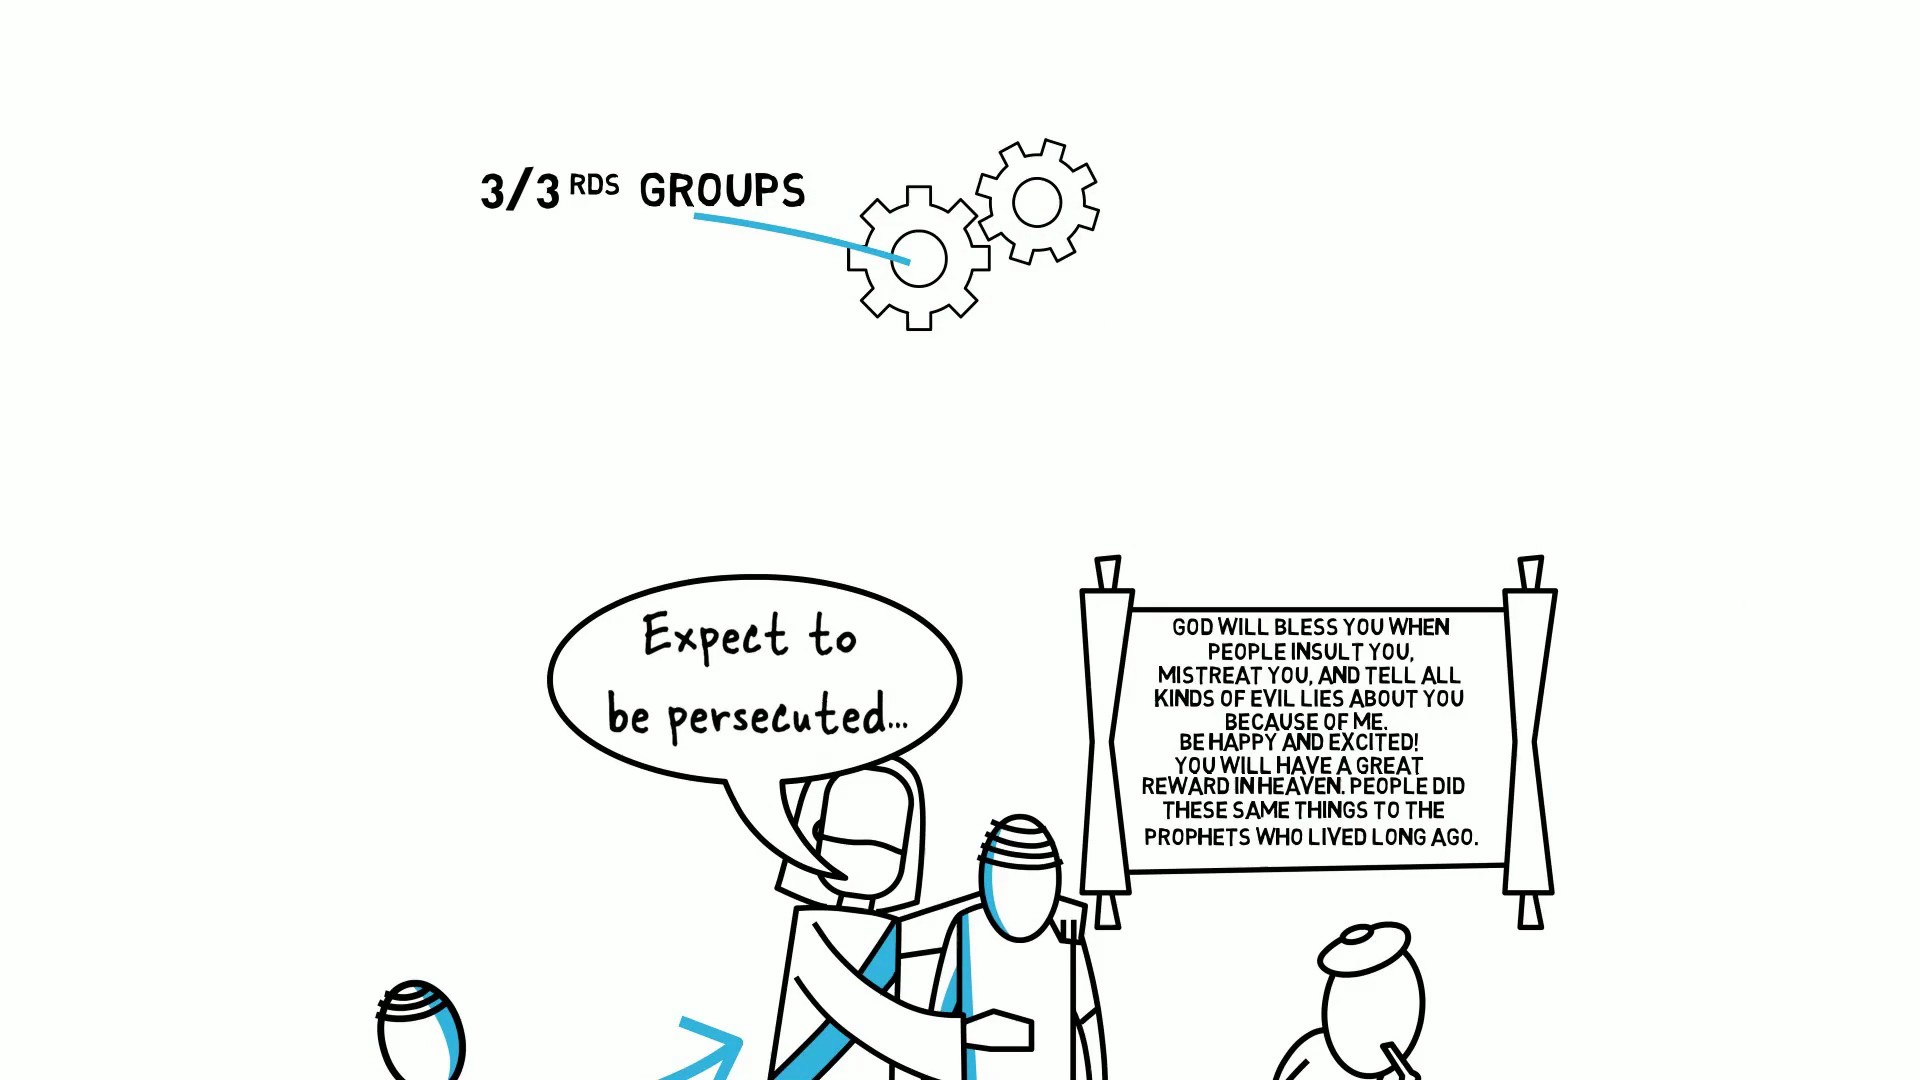 3/3 RDS GROUPS
Expect to
be persecuted...
GOD WILL BLESS YOU WHEN
PEOPLE INSULT YOU,
MISTREAT YOU, AND TELL ALL
KINDS OF EVIL LIES ABOUT YOU
BECAUSE OF ME.
BE HAPPY AND EXCITED!
YOU WILL HAVE A GREAT
REWARD IN HEAVEN. PEOPLE DID
THESE SAME THINGS TO THE
PROPHETS WHO LIVED LONG AGO.